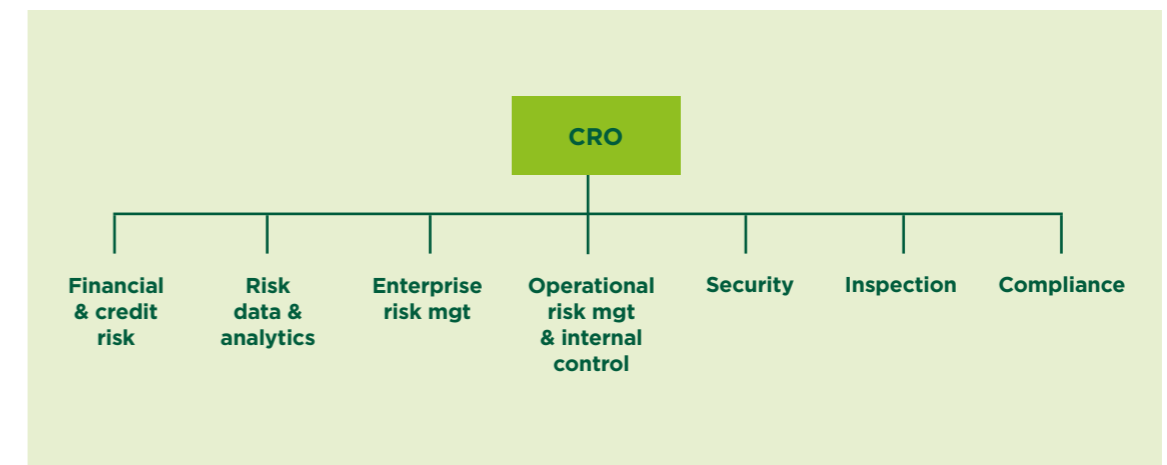 CRO
Financial
& credit
risk
Risk
data &
analytics
Enterprise
risk mgt
Operational
risk mgt
& internal
control
Security
Inspection
Compliance